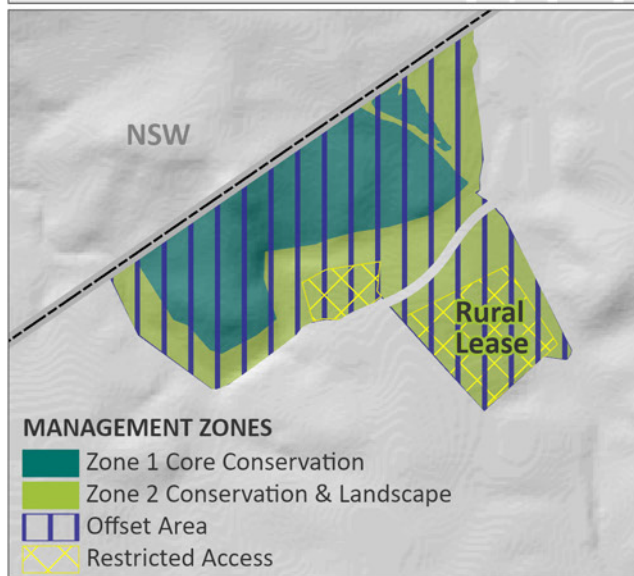 NSW
Rural
Lease
MANAGEMENT ZONES
Zone 1 Core Conservation
Zone 2 Conservation & Landscape
Offset Area
Restricted Access